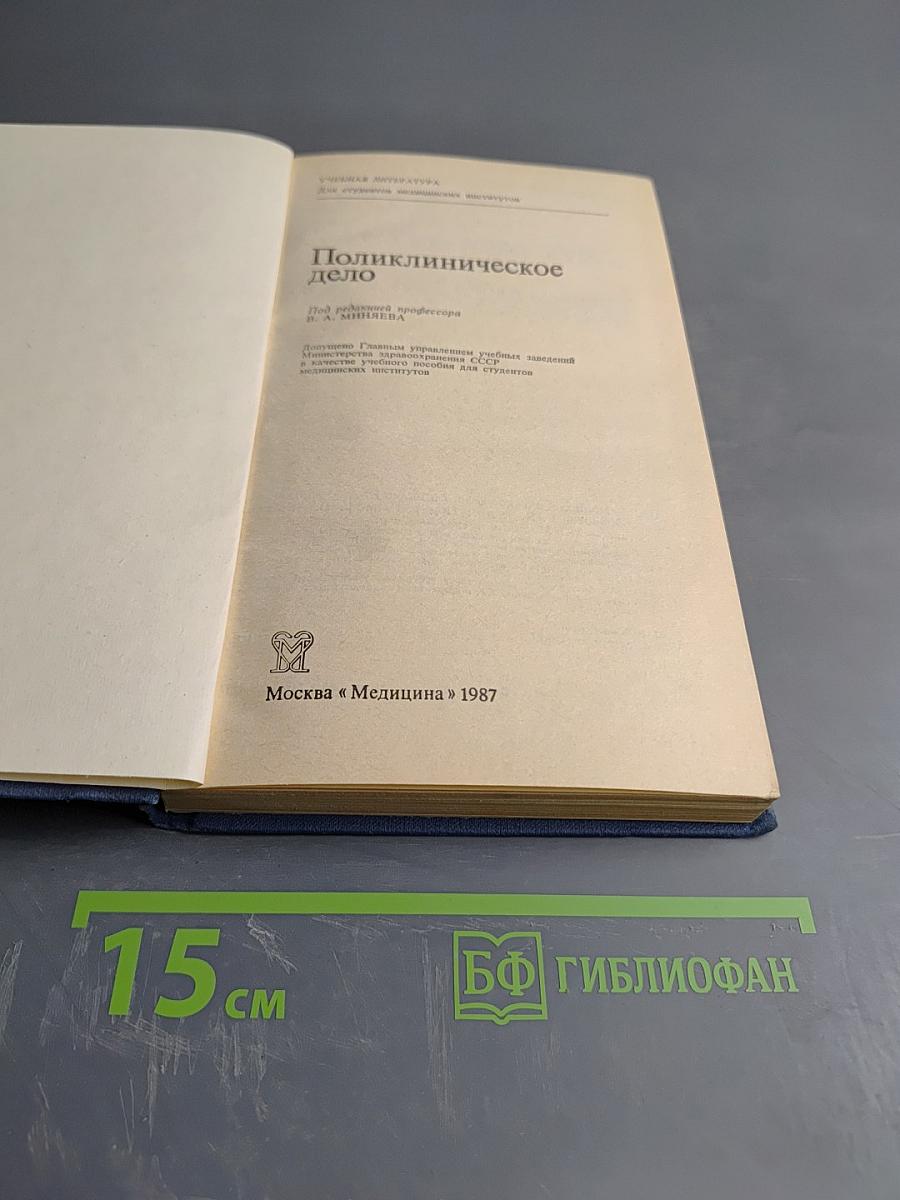 УЧЕБНАЯ ЛИТЕРАТУРА
Для студентов медицинских институтов
Поликлиническое
дело
Под редакцией профессора
В. А. МИНЯЕВА
Допущено Главным управлением учебных заведений
Министерства здравоохранения СССР
в качестве учебного пособия для студентов
медицинских институтов
М
Москва «Медицина» 1987
15 см
БФ ГИБЛИОФАН